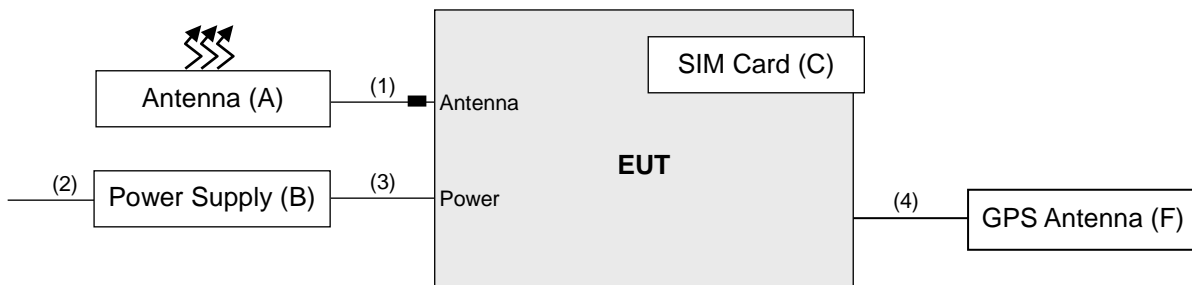 SIM Card (C)
Antenna (A)
(1)
Antenna
EUT
(2)
Power Supply (B)
(3)
Power
(4)
GPS Antenna (F)